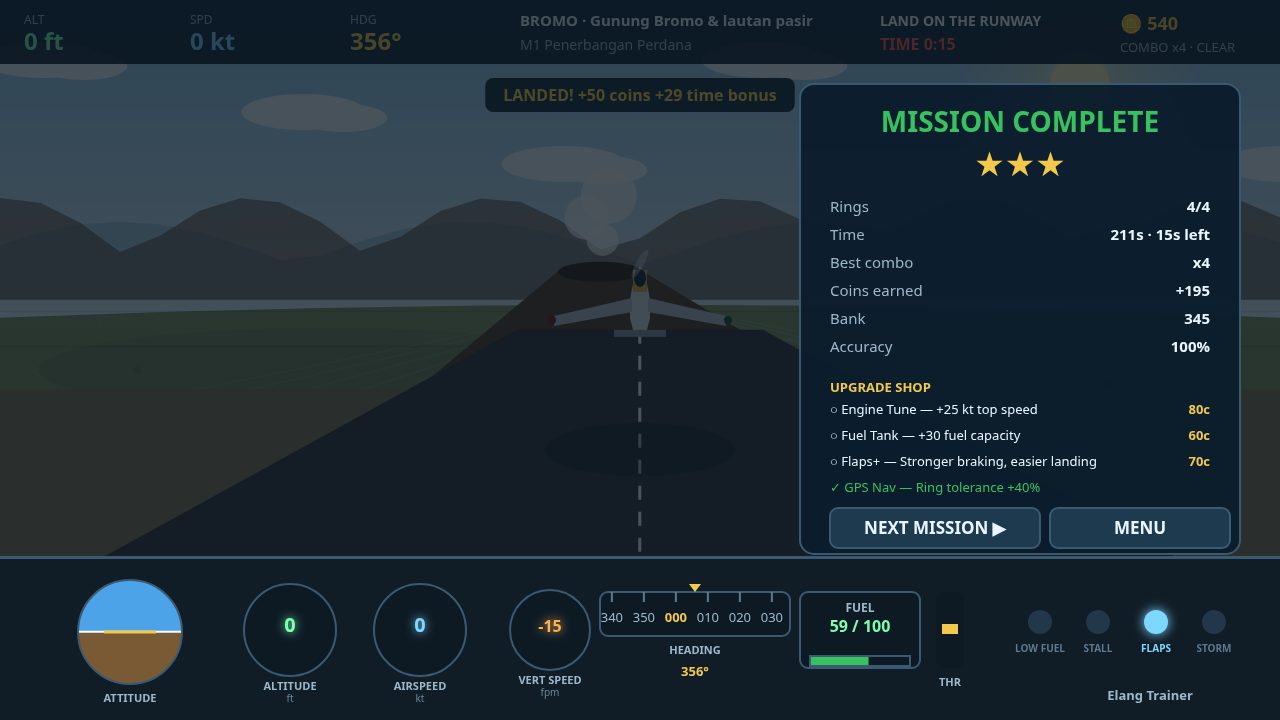 ALT
0 ft
SPD
0 kt
HDG
356°
BROMO · Gunung Bromo & lautan pasir
M1 Penerbangan Perdana
LAND ON THE RUNWAY
TIME 0:15
540
COMBO x4 · CLEAR
LANDED! +50 coins +29 time bonus
MISSION COMPLETE
★★★
Rings 4/4
Time 211s · 15s left
Best combo x4
Coins earned +195
Bank 345
Accuracy 100%
UPGRADE SHOP
○ Engine Tune — +25 kt top speed 80c
○ Fuel Tank — +30 fuel capacity 60c
○ Flaps+ — Stronger braking, easier landing 70c
✓ GPS Nav — Ring tolerance +40%
NEXT MISSION ▶
MENU
ATTITUDE
0
ALTITUDE
ft
0
AIRSPEED
kt
-15
VERT SPEED
fpm
340 350 000 010 020 030
HEADING
356°
FUEL
59 / 100
THR
LOW FUEL
STALL
FLAPS
STORM
Elang Trainer